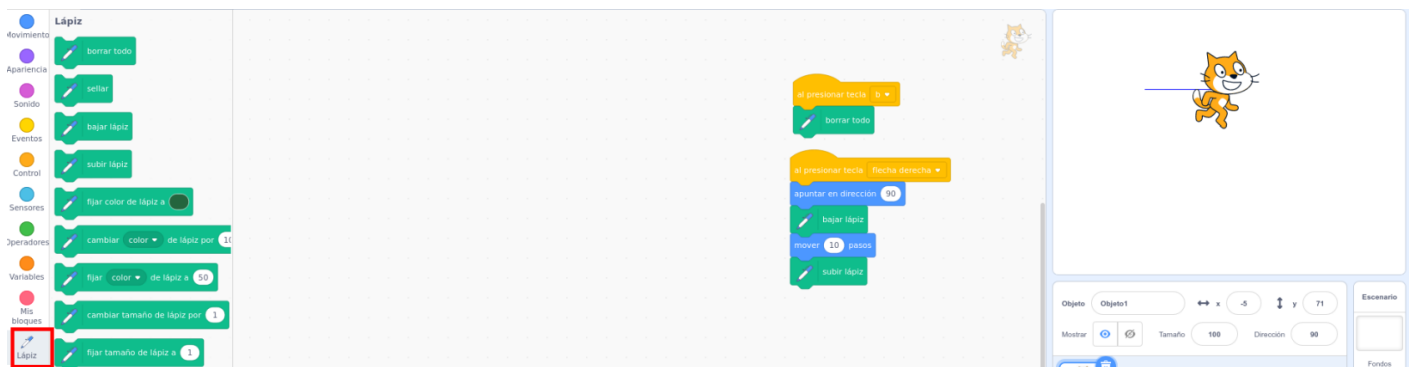 Lápiz
Movimiento
Apariencia
Sonido
Eventos
Control
Sensores
Operadores
Variables
Mis
bloques
Lápiz
borrar todo
sellar
bajar lápiz
subir lápiz
fijar color de lápiz a
cambiar color de lápiz por 10
fijar color de lápiz a 50
cambiar tamaño de lápiz por 1
fijar tamaño de lápiz a 1
al presionar tecla b
borrar todo
al presionar tecla flecha derecha
apuntar en dirección 90
bajar lápiz
mover 10 pasos
subir lápiz
Objeto Objeto1 x -5 y 71
Mostrar Tamaño 100 Dirección 90
Escenario
Fondos